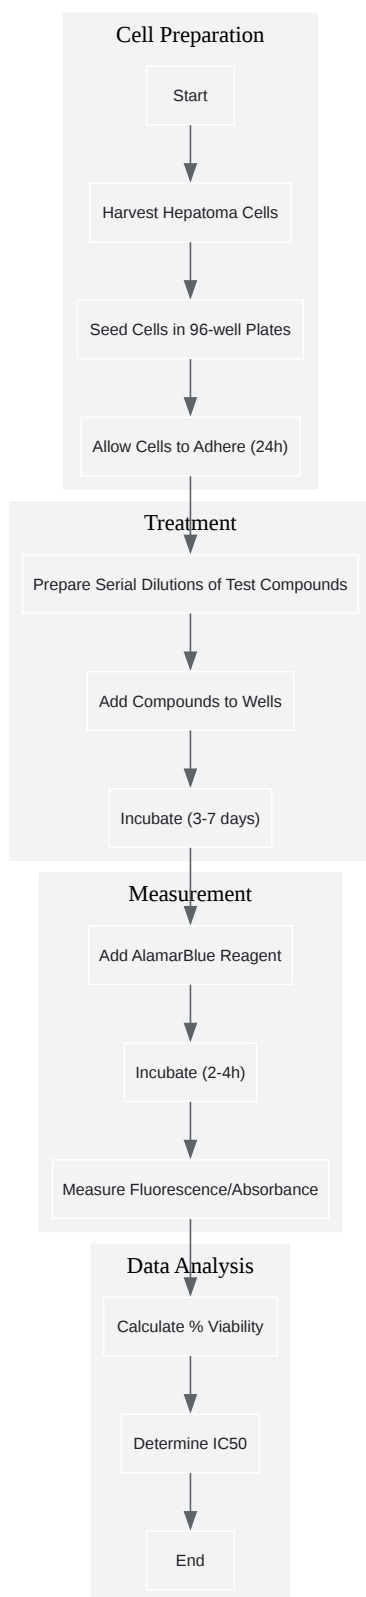 Cell Preparation
Start
Harvest Hepatoma Cells
Seed Cells in 96-well Plates
Allow Cells to Adhere (24h)
Treatment
Prepare Serial Dilutions of Test Compounds
Add Compounds to Wells
Incubate (3-7 days)
Measurement
Add AlamarBlue Reagent
Incubate (2-4h)
Measure Fluorescence/Absorbance
Data Analysis
Calculate % Viability
Determine IC50
End